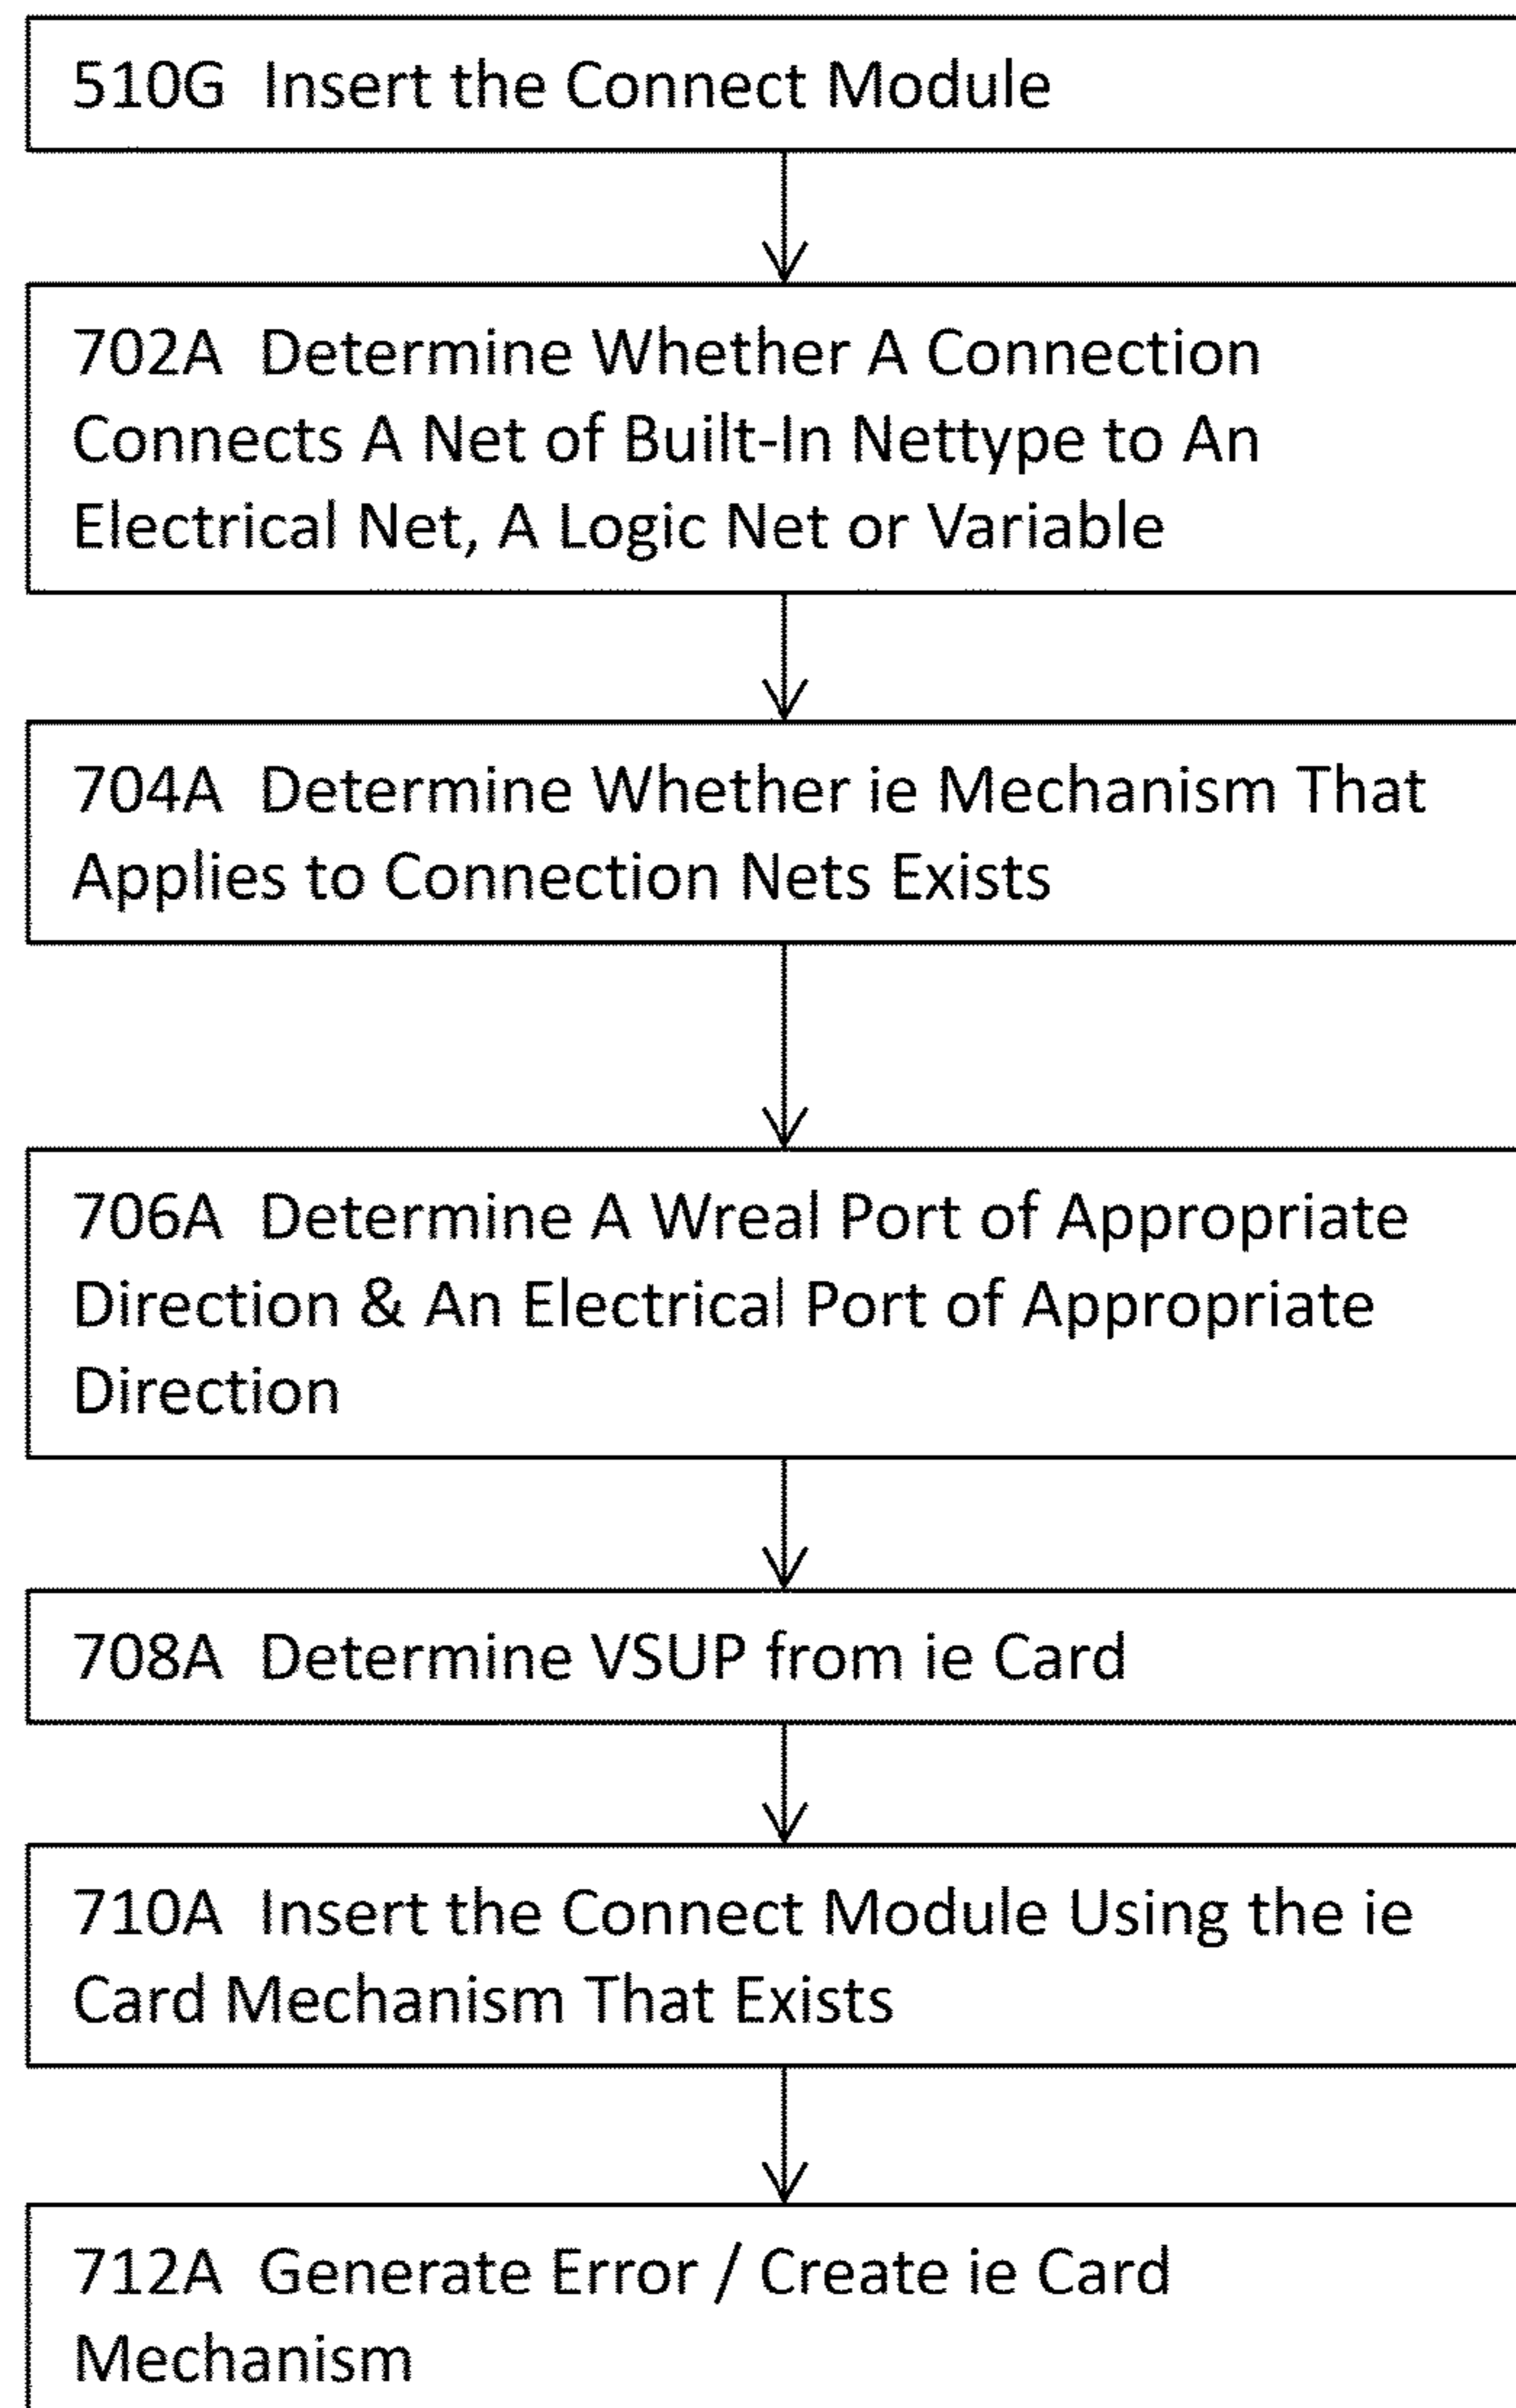 510G Insert the Connect Module
702A Determine Whether A Connection
Connects A Net of Built-In Nettype to An
Electrical Net, A Logic Net or Variable
704A Determine Whether ie Mechanism That
Applies to Connection Nets Exists
706A Determine A Wreal Port of Appropriate
Direction & An Electrical Port of Appropriate
Direction
708A Determine VSUP from ie Card
710A Insert the Connect Module Using the ie
Card Mechanism That Exists
712A Generate Error / Create ie Card
Mechanism